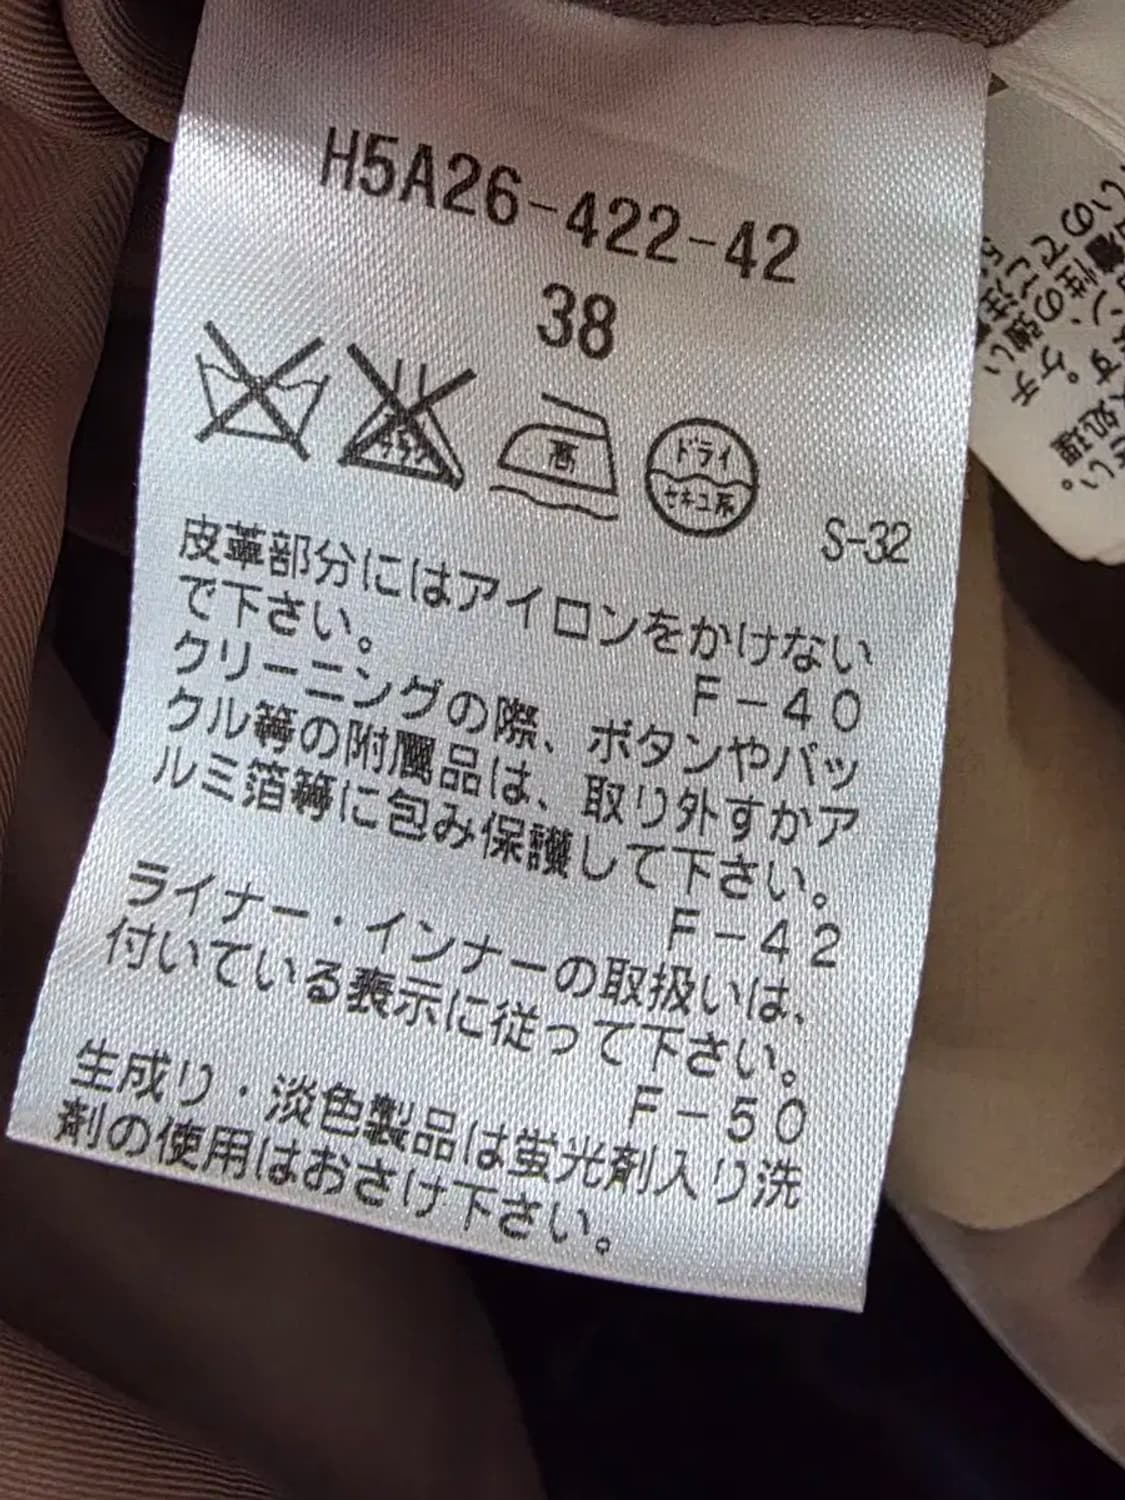 H5A26-422-42
38
高
ドライ
セキユ系
S-32
皮革部分にはアイロンをかけない
で下さい。
F-40
クリーニングの際、ボタンやバッ
クル等の附属品は、取り外すかア
ルミ箔等に包み保護して下さい。
F-42
ライナー・インナーの取扱いは、
付いている表示に従って下さい。
F-50
生成り・淡色製品は蛍光剤入り洗
剤の使用はおさけ下さい。